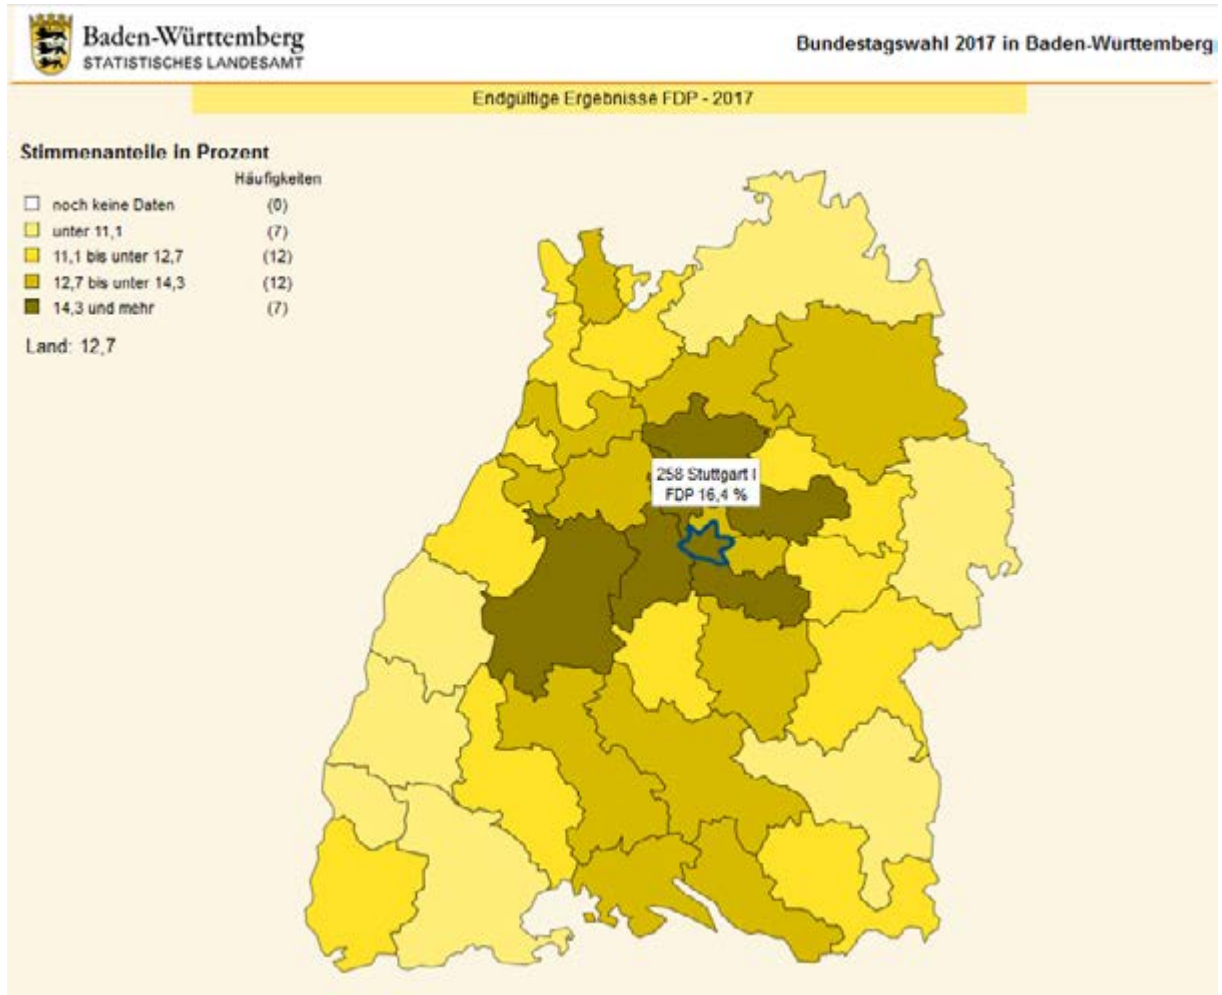 Baden-Württemberg
STATISTISCHES LANDESAMT
Bundestagswahl 2017 in Baden-Württemberg
Endgültige Ergebnisse FDP - 2017
Stimmenanteile in Prozent
Häufigkeiten
noch keine Daten (0)
unter 11,1 (7)
11,1 bis unter 12,7 (12)
12,7 bis unter 14,3 (12)
14,3 und mehr (7)
Land: 12,7
258 Stuttgart I
FDP 16,4 %